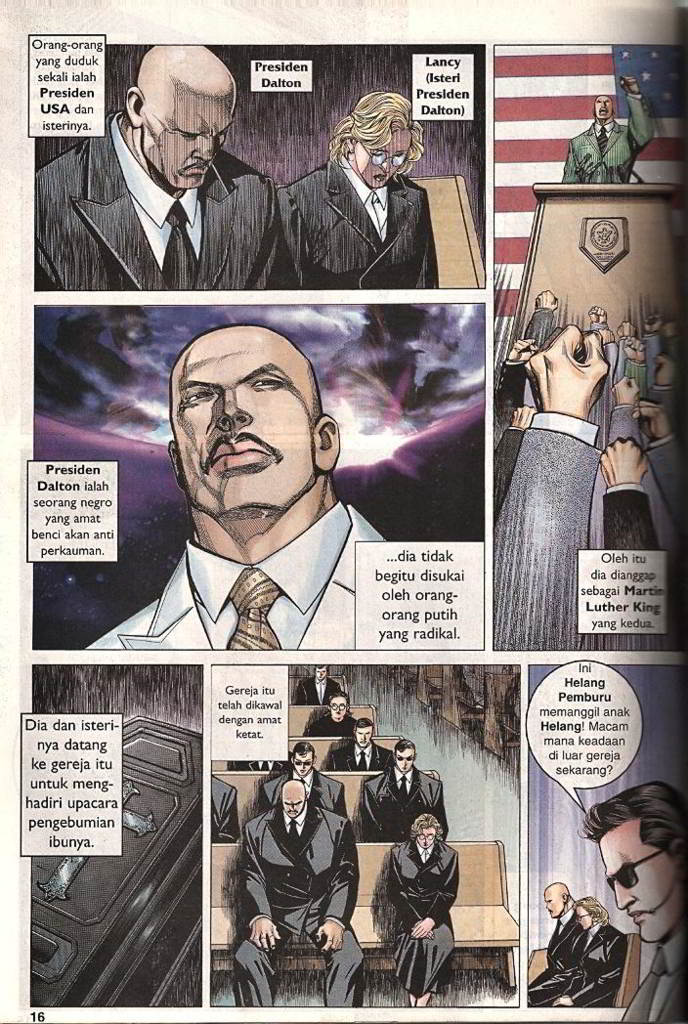 Orang-orang
yang duduk
sekali ialah
Presiden
USA dan
isterinya.
Presiden
Dalton
Lancy
(Isteri
Presiden
Dalton)
Presiden
Dalton ialah
seorang negro
yang amat
benci akan anti
perkauman.
...dia tidak
begitu disukai
oleh orang-
orang putih
yang radikal.
Oleh itu
dia dianggap
sebagai Martin
Luther King
yang kedua.
Dia dan isteri-
nya datang
ke gereja itu
untuk meng-
hadiri upacara
pengebumian
ibunya.
Gereja itu
telah dikawal
dengan amat
ketat.
Ini
Helang
Pemburu
memanggil anak
Helang! Macam
mana keadaan
di luar gereja
sekarang?
16